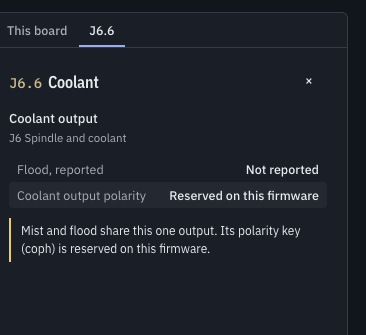 This board J6.6
J6.6 Coolant ×
Coolant output
J6 Spindle and coolant
Flood, reported Not reported
Coolant output polarity Reserved on this firmware
Mist and flood share this one output. Its polarity key
(coph) is reserved on this firmware.